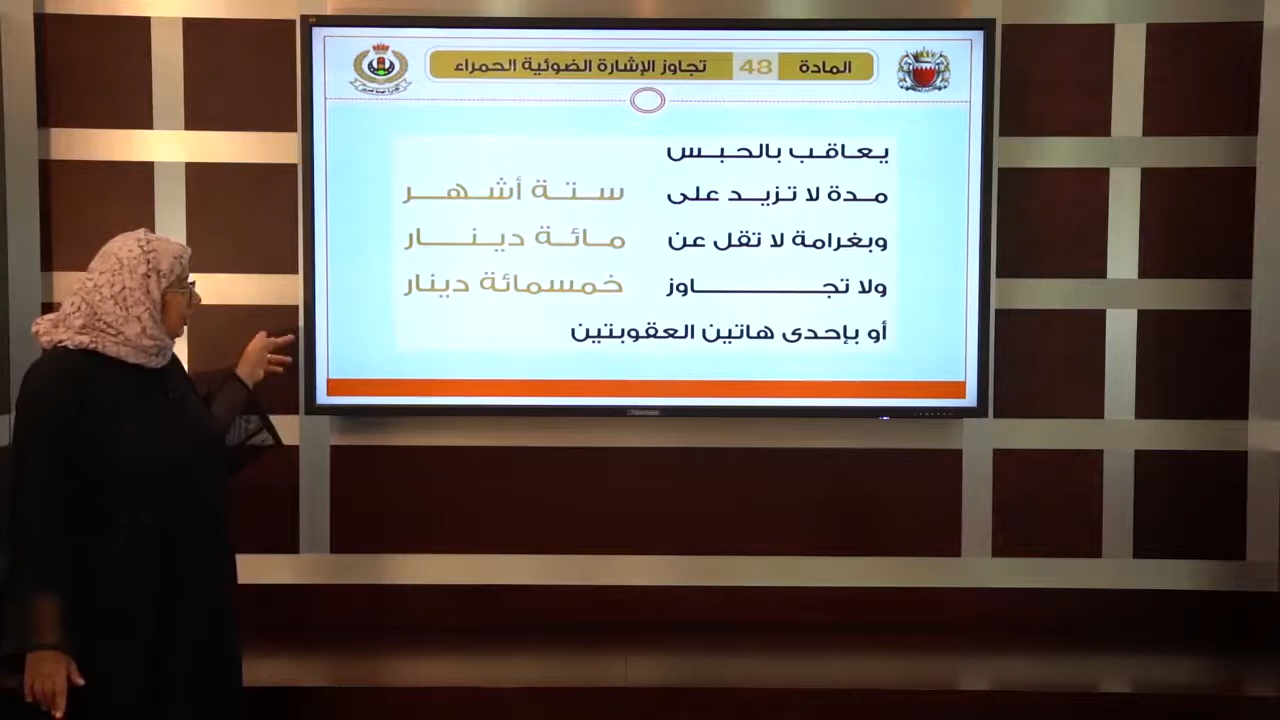 المادة 48 تجاوز الإشارة الضوئية الحمراء
يعاقب بالحبس
مدة لا تزيد على ستة أشهر
وبغرامة لا تقل عن مائة دينار
ولا تجاوز خمسمائة دينار
أو بإحدى هاتين العقوبتين